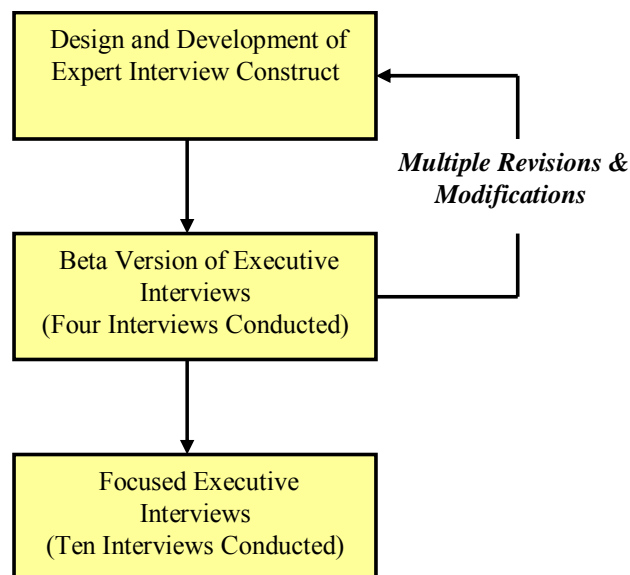 Design and Development of
Expert Interview Construct
Multiple Revisions &
Modifications
Beta Version of Executive
Interviews
(Four Interviews Conducted)
Focused Executive
Interviews
(Ten Interviews Conducted)